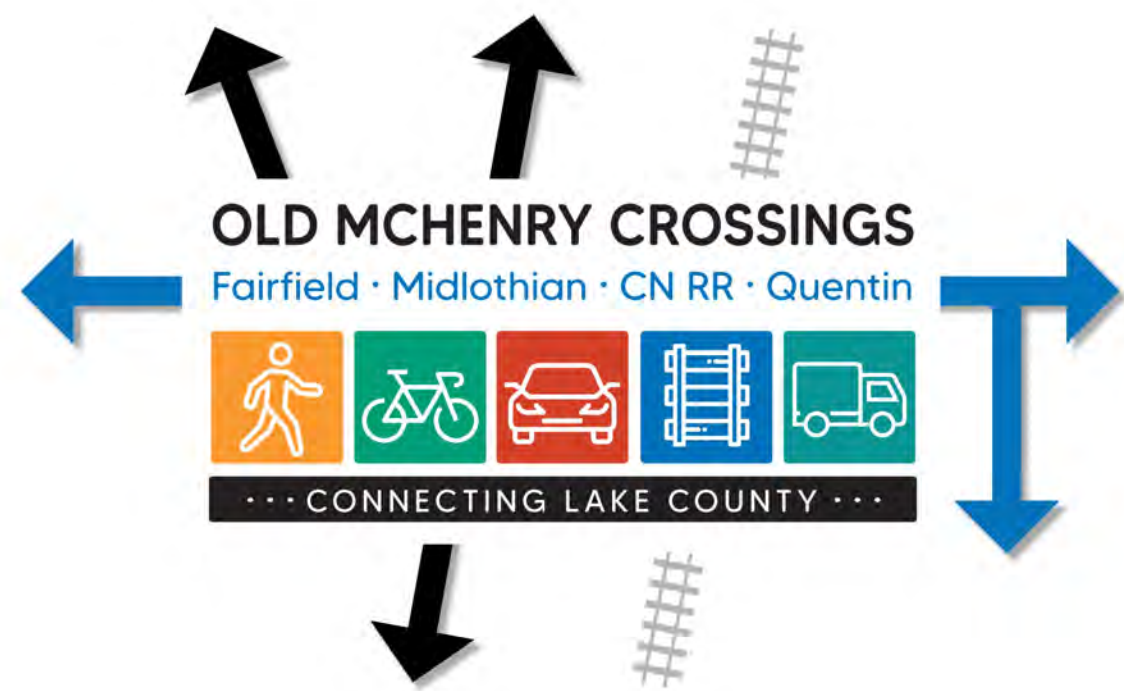 OLD MCHENRY CROSSINGS
Fairfield · Midlothian · CN RR · Quentin
··· CONNECTING LAKE COUNTY ···